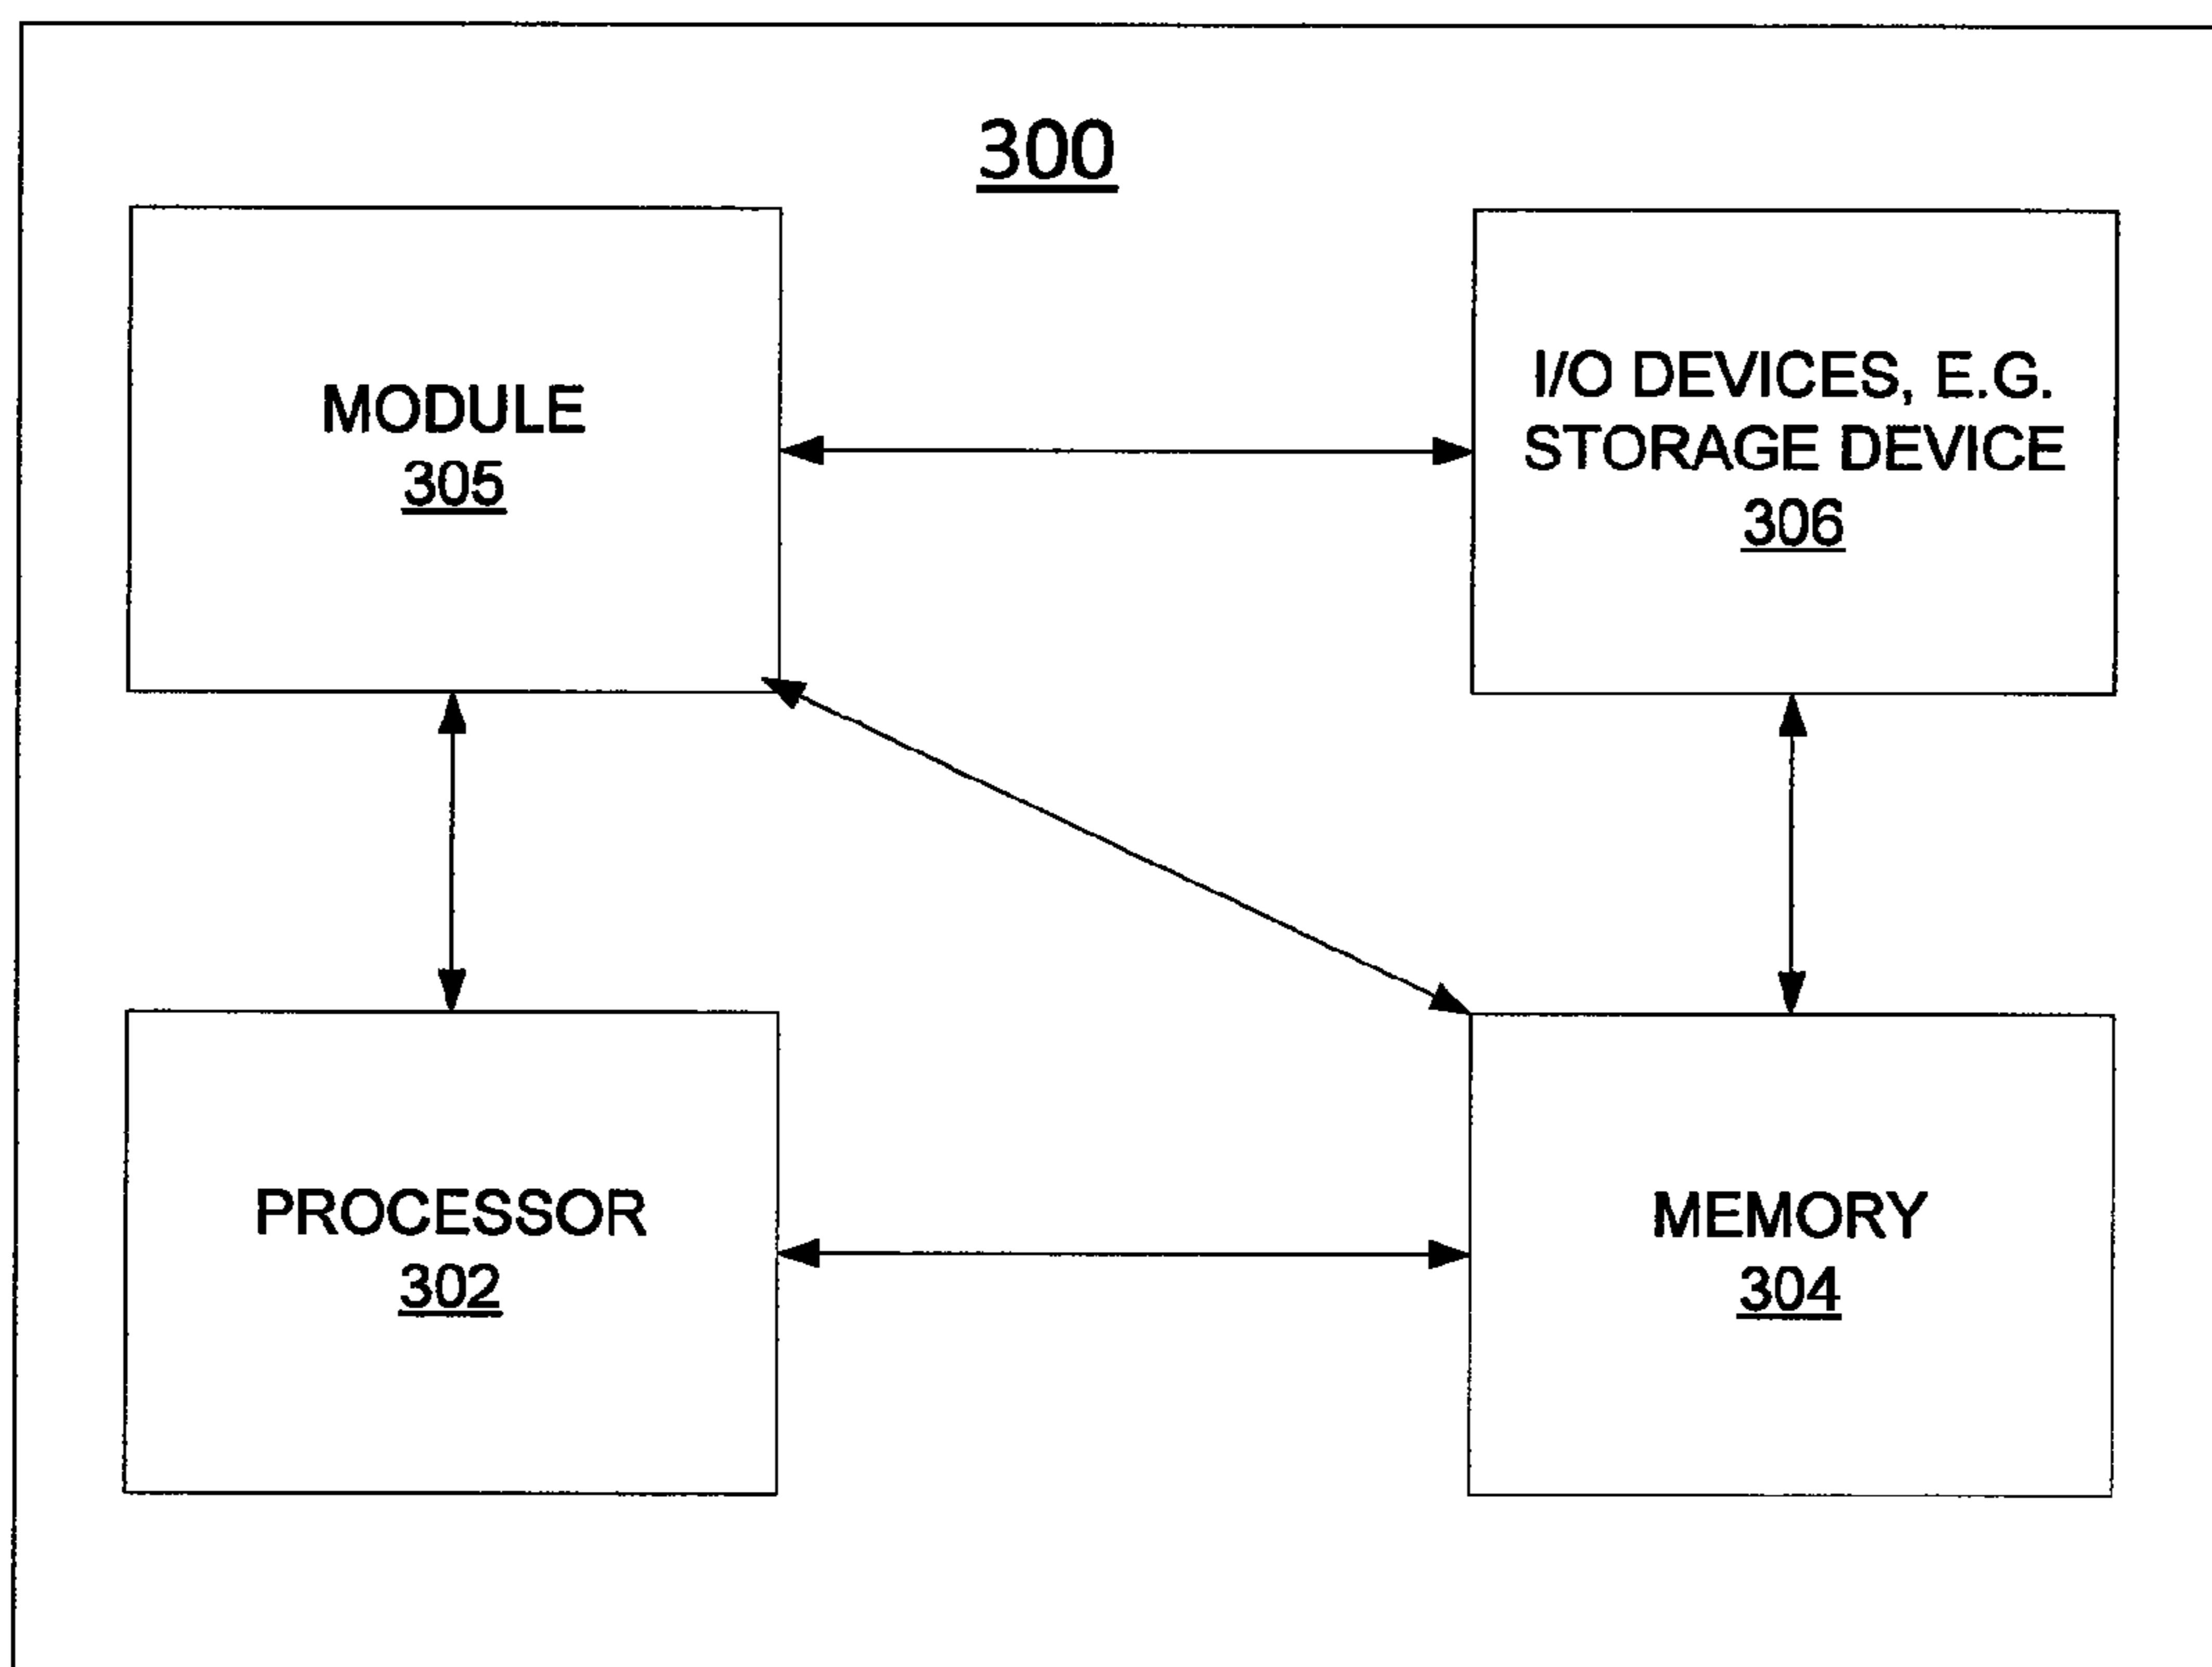 300
MODULE
305
I/O DEVICES, E.G.
STORAGE DEVICE
306
PROCESSOR
302
MEMORY
304